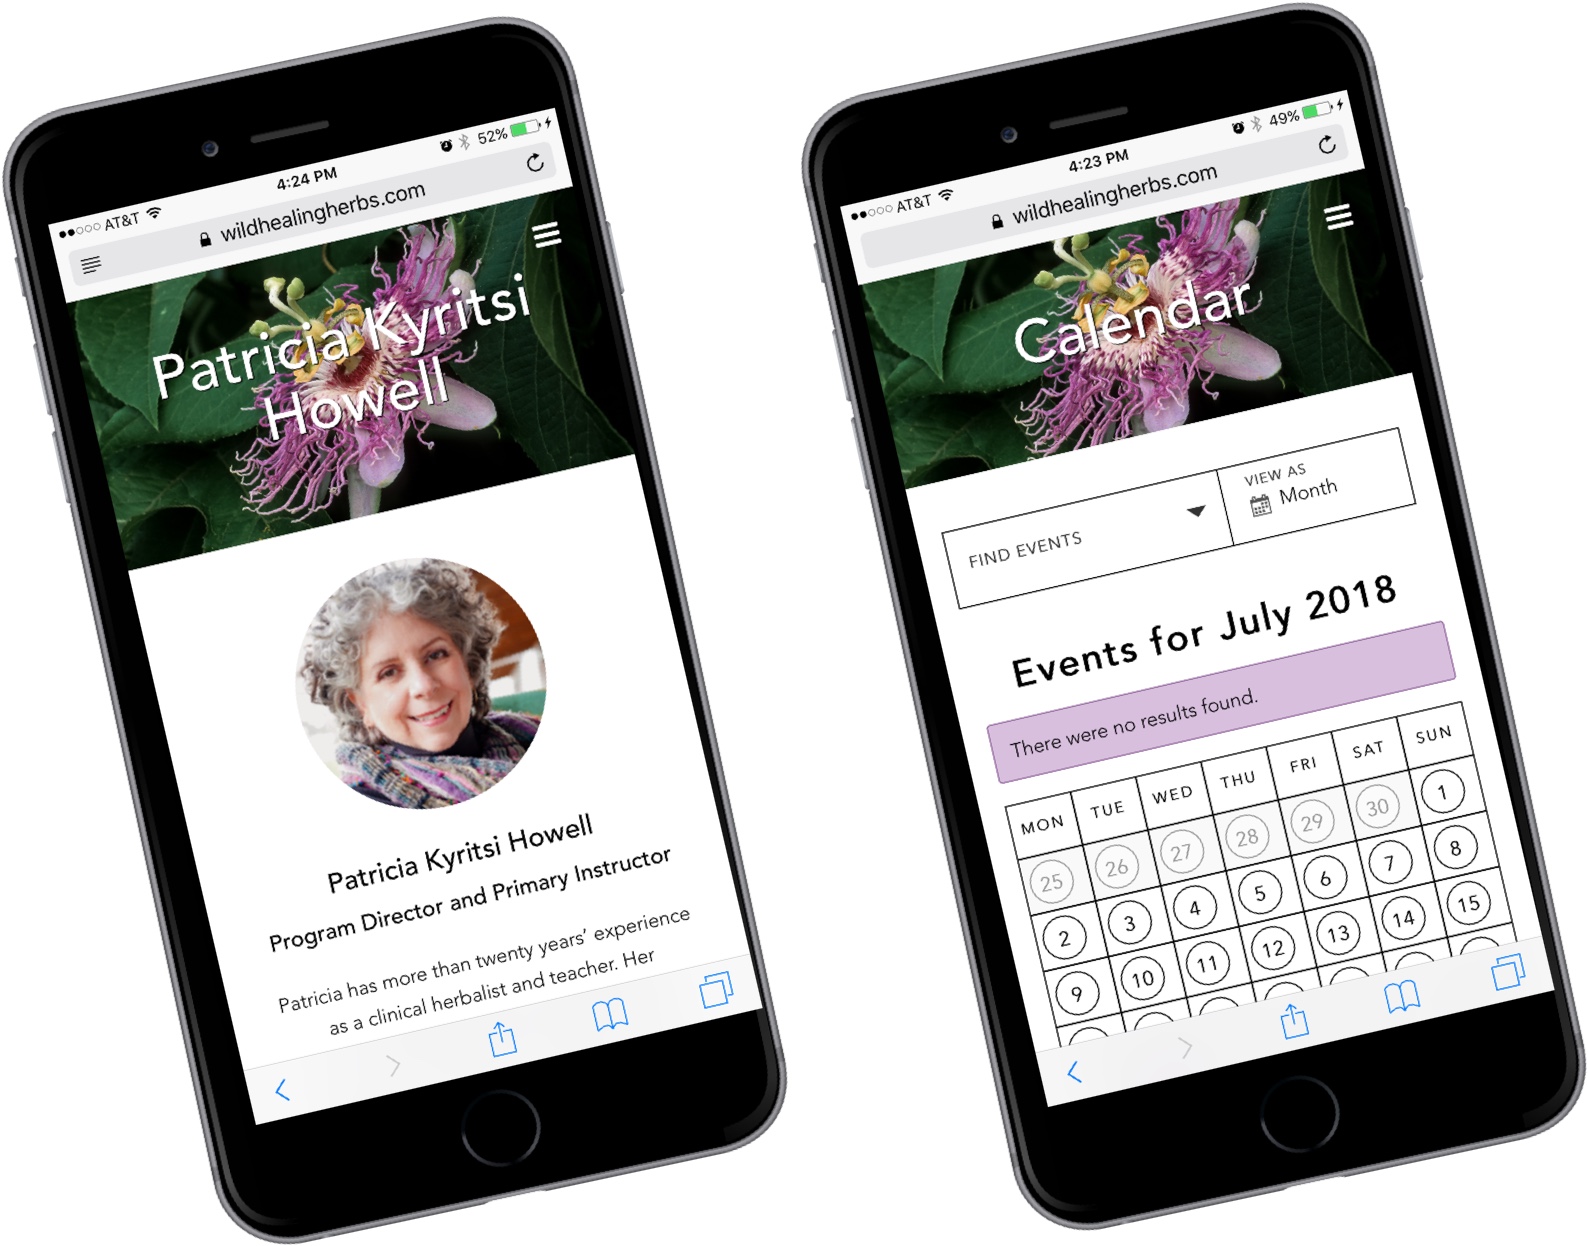 AT&T
4:24 PM
52%
wildhealingherbs.com
Patricia Kyritsi
Howell
Patricia Kyritsi Howell
Program Director and Primary Instructor
Patricia has more than twenty years’ experience
as a clinical herbalist and teacher. Her
AT&T
4:23 PM
49%
wildhealingherbs.com
Calendar
FIND EVENTS
VIEW AS
Month
Events for July 2018
There were no results found.
MON TUE WED THU FRI SAT SUN
25 26 27 28 29 30 1
2 3 4 5 6 7 8
9 10 11 12 13 14 15